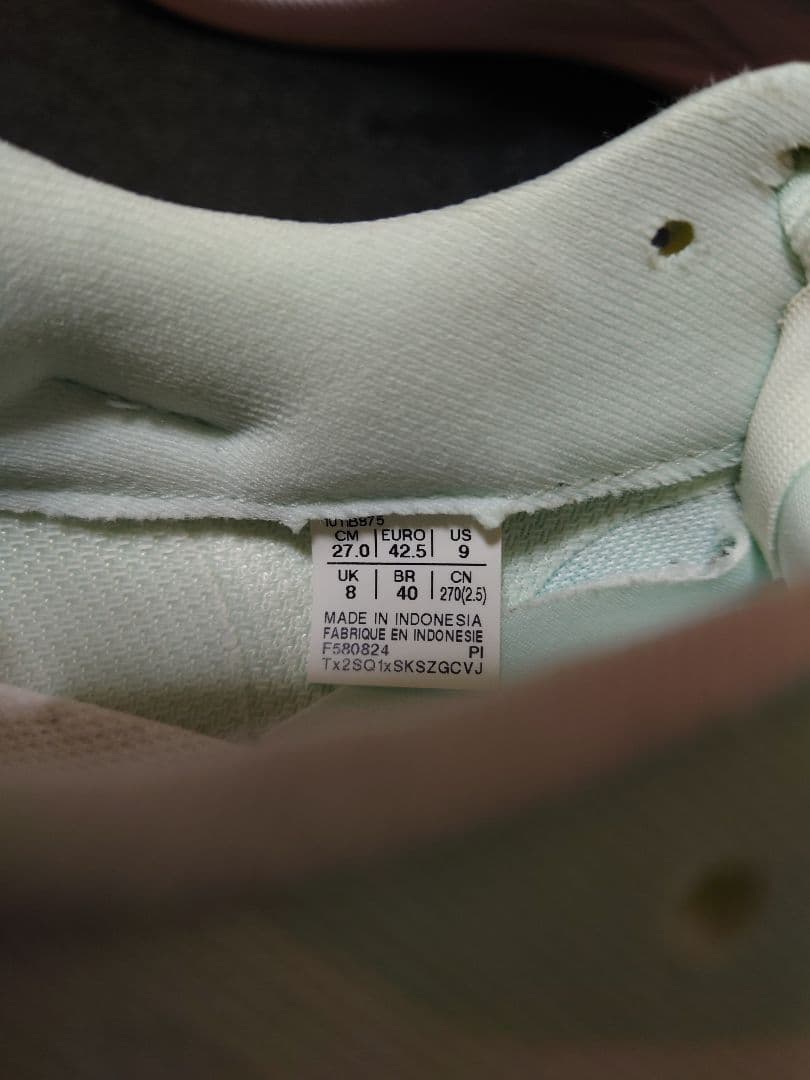 1011B975
CM EURO US
27.0 42.5 9
UK BR CN
8 40 270(2.5)
MADE IN INDONESIA
FABRIQUE EN INDONESIE
F580824 PI
Tx2SQ1xSKSZGCVJ